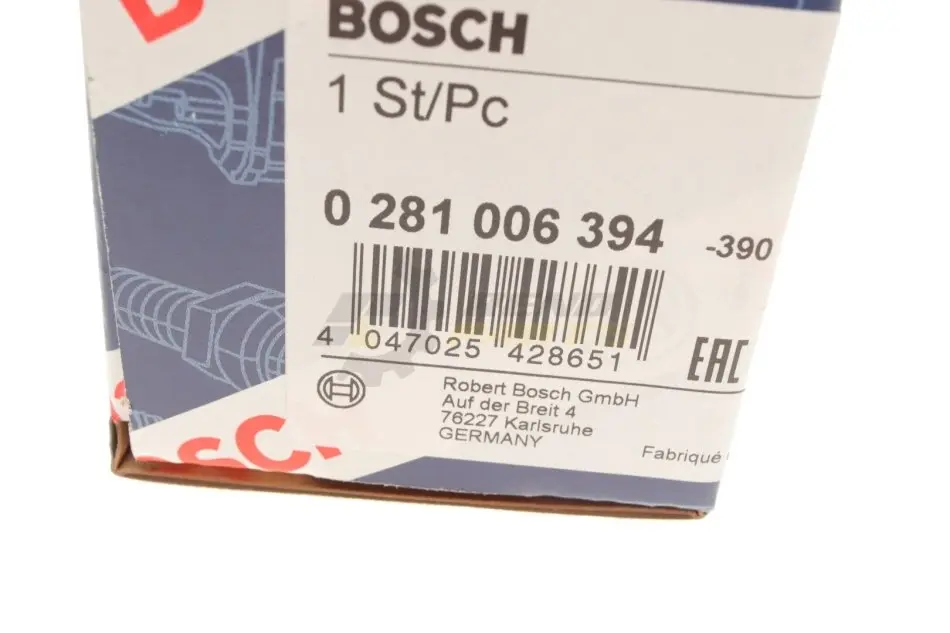 BOSCH
1 St/Pc
0 281 006 394 -390
4 047025 428651
EAC
Robert Bosch GmbH
Auf der Breit 4
76227 Karlsruhe
GERMANY
Fabriqué